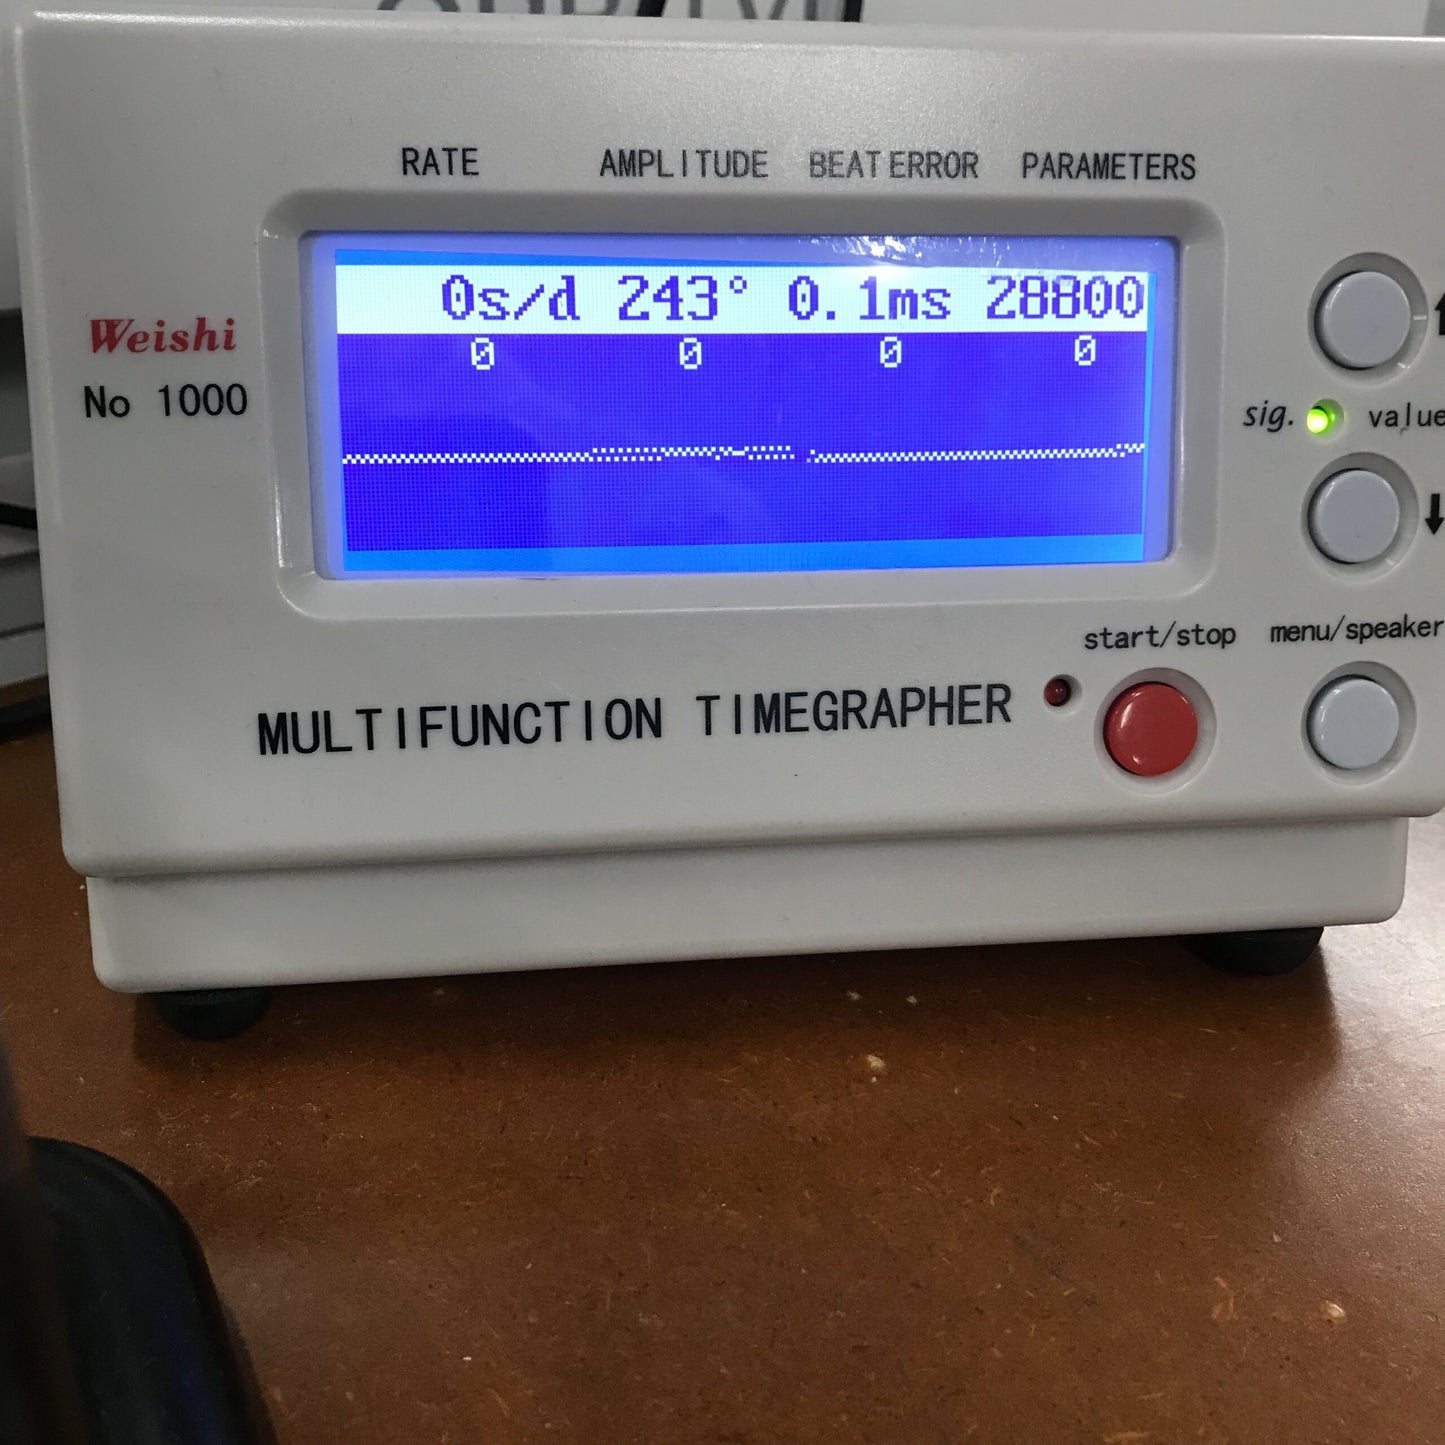 RATE AMPLITUDE BEAT ERROR PARAMETERS
0s/d 243° 0.1ms 28800
0 0 0 0
Weishi
No 1000
sig. value
start/stop menu/speaker
MULTIFUNCTION TIMEGRAPHER